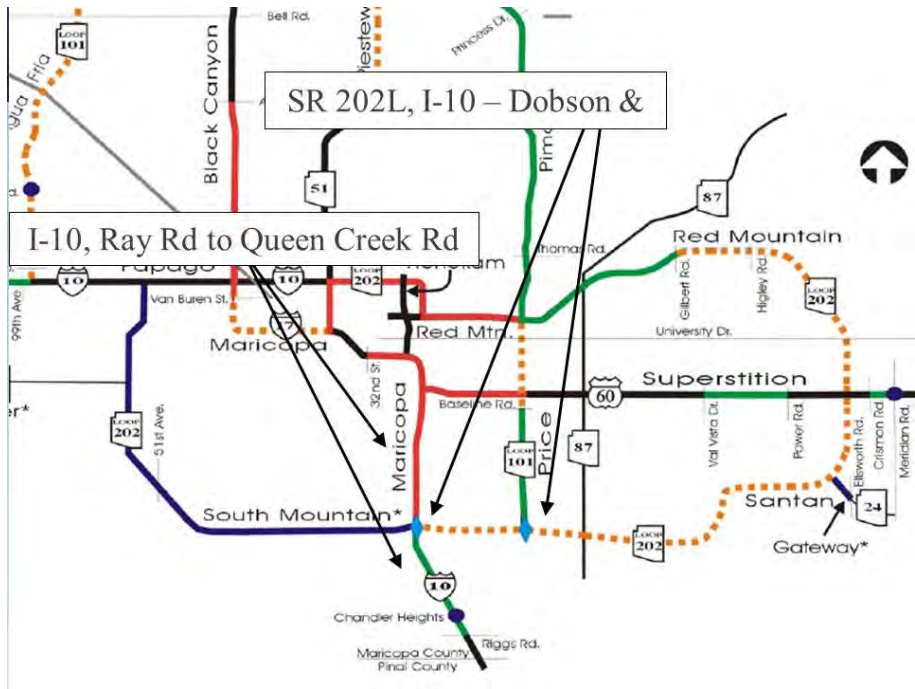 Bell Rd.
LOOP
101
Agua Fria
Black Canyon
Princess Dr.
SR 202L, I-10 – Dobson &
51
87
I-10, Ray Rd to Queen Creek Rd
Thomas Rd.
Red Mountain
Papago
10
10
LOOP
202
Van Buren St.
99th Ave
Gilbert Rd.
Higley Rd.
LOOP
202
Red Mtn.
University Dr.
Maricopa
32nd St.
Superstition
60
Baseline Rd.
Maricopa
LOOP
101
Price
87
Val Vista Dr.
Power Rd.
Ellsworth Rd.
Crismon Rd.
Meridian Rd.
LOOP
202
51st Ave.
South Mountain*
Santan
24
LOOP
202
Gateway*
10
Chandler Heights
Riggs Rd.
Maricopa County
Pinal County